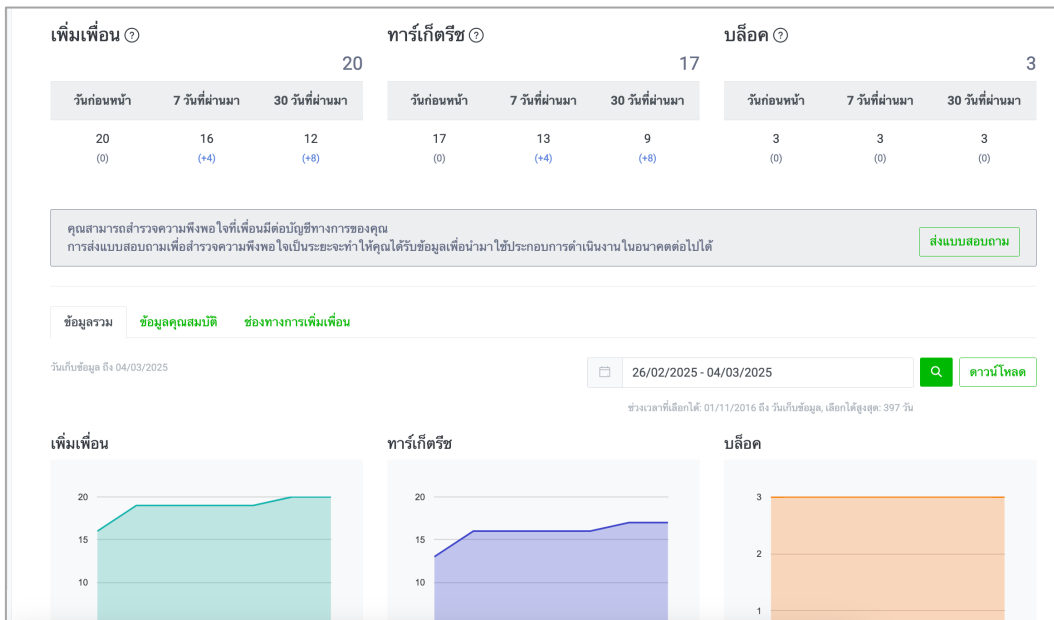 เพิ่มเพื่อน ?
ทาร์เก็ตรีช ?
บล็อค ?
20
17
3
วันก่อนหน้า 7 วันที่ผ่านมา 30 วันที่ผ่านมา
วันก่อนหน้า 7 วันที่ผ่านมา 30 วันที่ผ่านมา
วันก่อนหน้า 7 วันที่ผ่านมา 30 วันที่ผ่านมา
20 16 12
17 13 9
3 3 3
(0) (+4) (+8)
(0) (+4) (+8)
(0) (0) (0)
คุณสามารถสำรวจความพึงพอใจที่เพื่อนมีต่อบัญชีทางการของคุณ
การส่งแบบสอบถามเพื่อสำรวจความพึงพอใจเป็นระยะจะทำให้คุณได้รับข้อมูลเพื่อนำมาใช้ประกอบการดำเนินงานในอนาคตต่อไปได้
ส่งแบบสอบถาม
ข้อมูลรวม ข้อมูลคุณสมบัติ ช่องทางการเพิ่มเพื่อน
วันเก็บข้อมูล ถึง 04/03/2025
26/02/2025 - 04/03/2025
ดาวน์โหลด
ช่วงเวลาที่เลือกได้: 01/11/2016 ถึง วันเก็บข้อมูล, เลือกได้สูงสุด: 397 วัน
เพิ่มเพื่อน
ทาร์เก็ตรีช
บล็อค
20
15
10
20
15
10
3
2
1